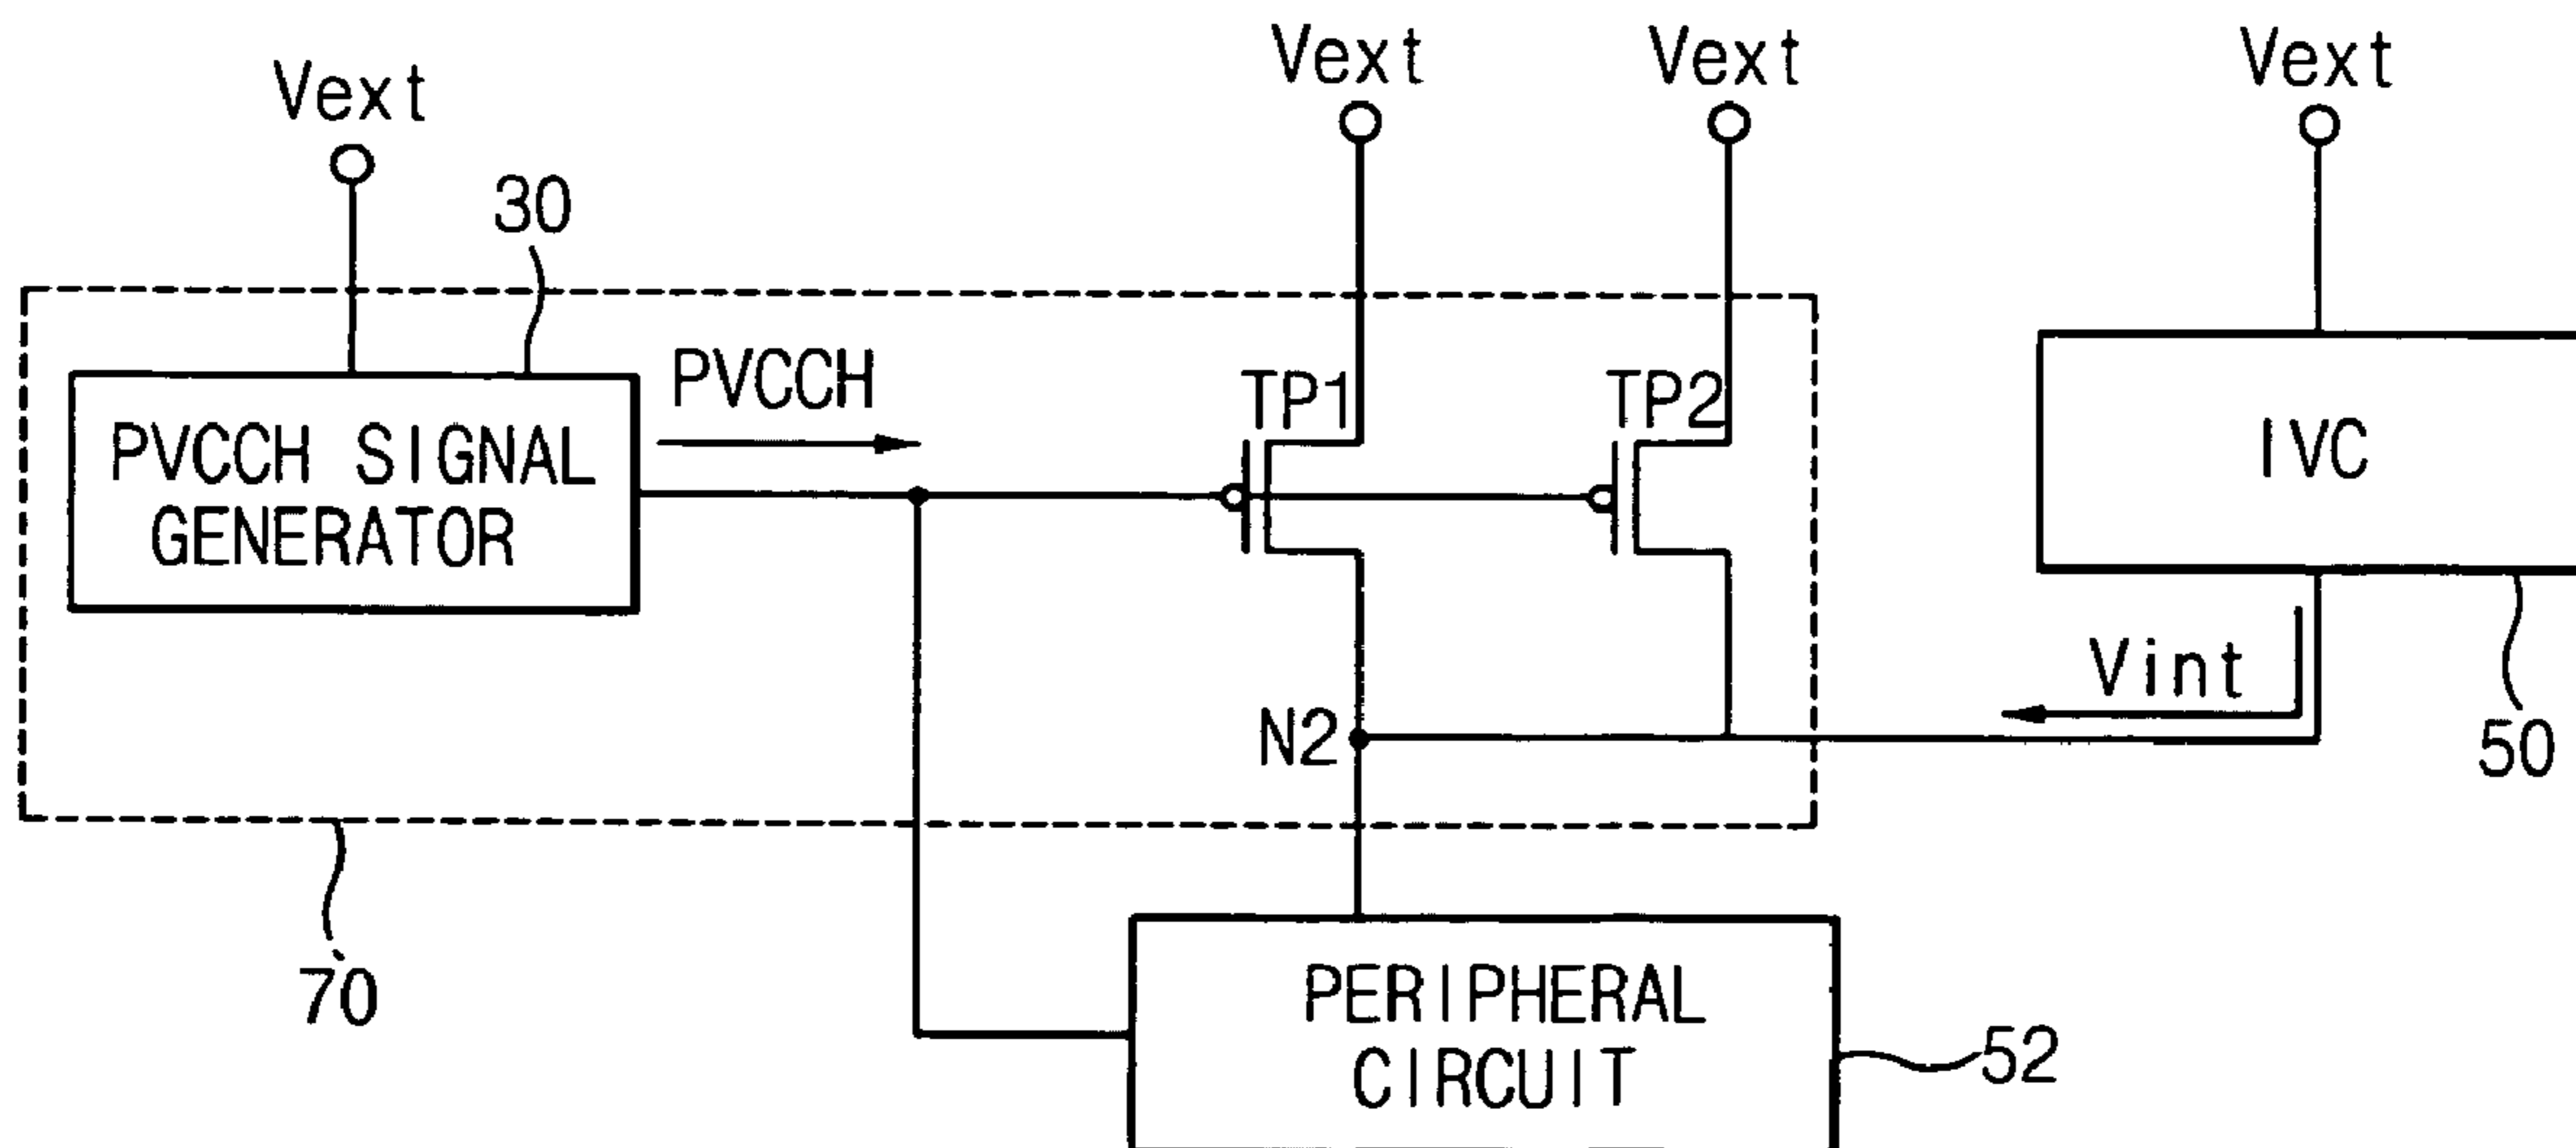 Vext
Vext
Vext
Vext
30
PVCCH
TP1
TP2
PVCCH SIGNAL
GENERATOR
IVC
Vint
N2
50
70
PERIPHERAL
CIRCUIT
52